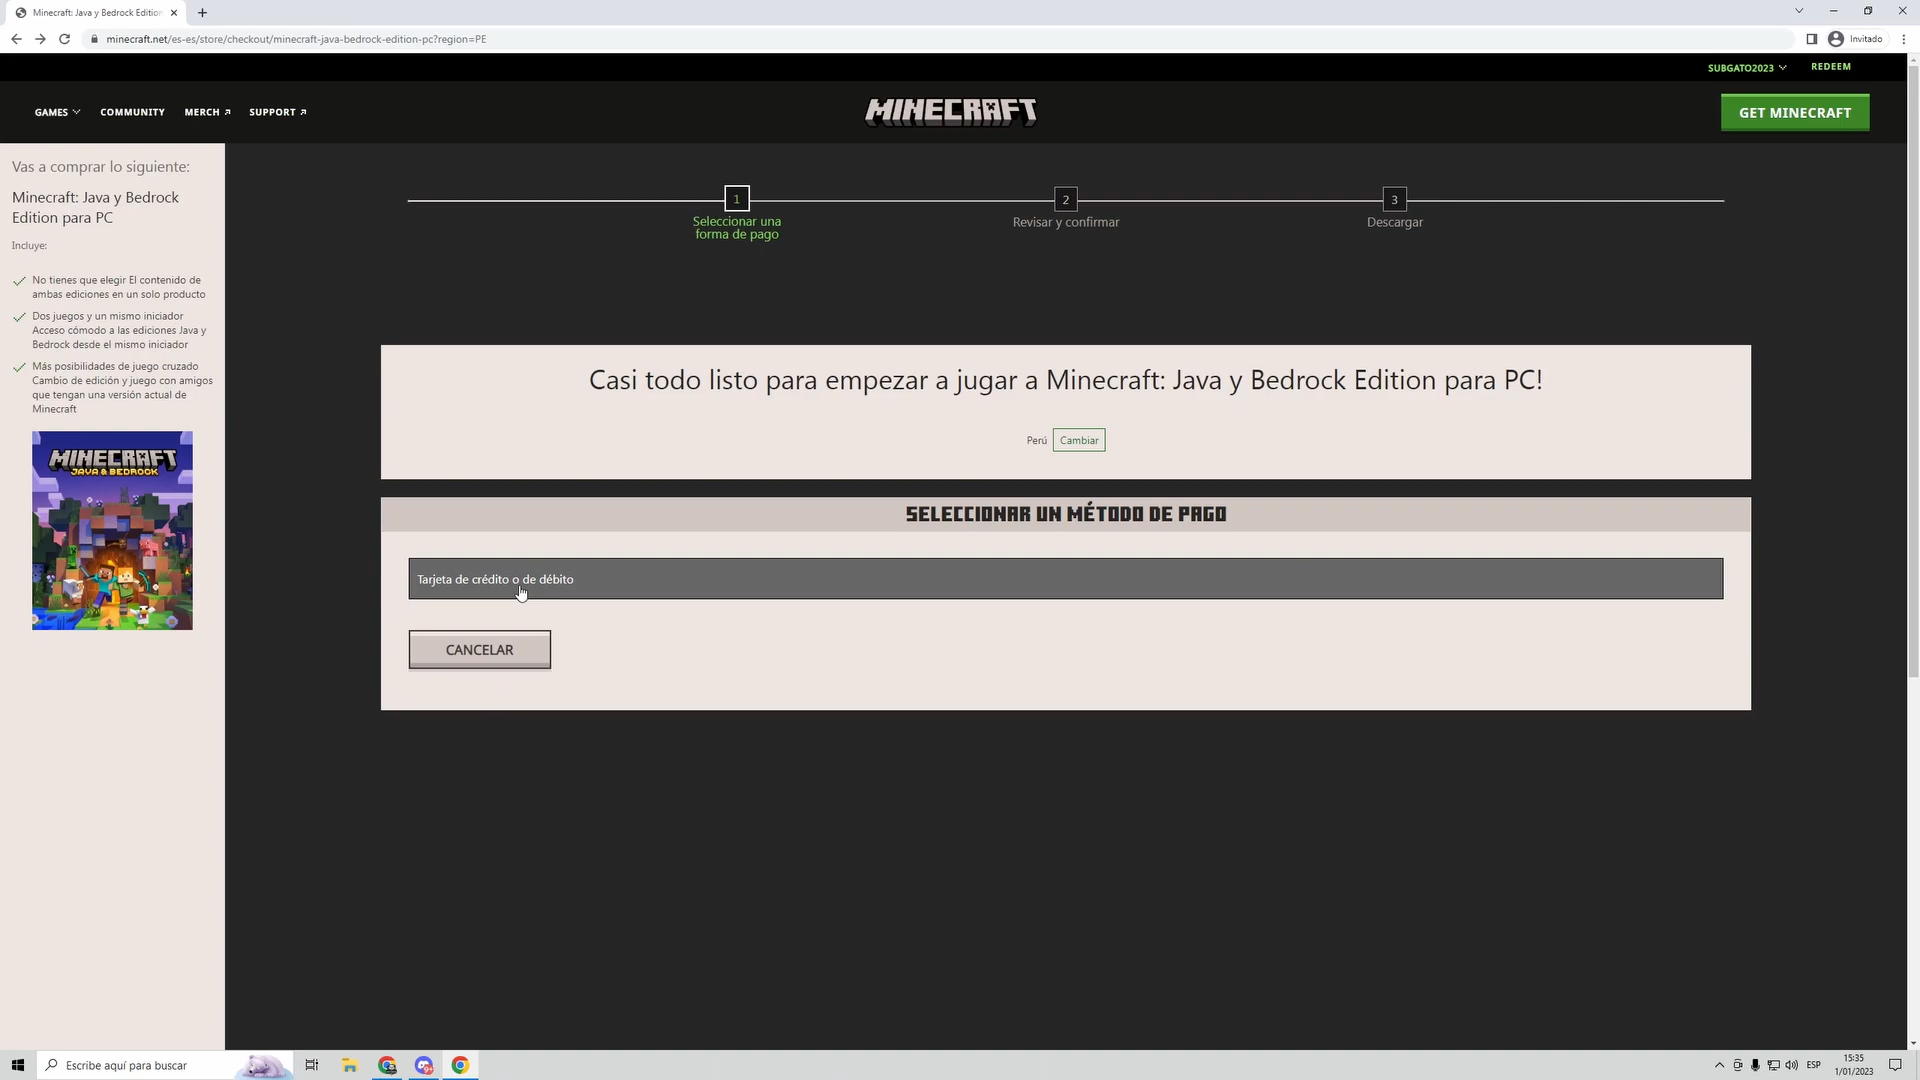 Minecraft: Java y Bedrock Edition
minecraft.net/es-es/store/checkout/minecraft-java-bedrock-edition-pc?region=PE
Invitado
SUBGATO2023
REDEEM
GAMES
COMMUNITY
MERCH
SUPPORT
MINECRAFT
GET MINECRAFT
Vas a comprar lo siguiente:
Minecraft: Java y Bedrock
Edition para PC
Incluye:
No tienes que elegir El contenido de
ambas ediciones en un solo producto
Dos juegos y un mismo iniciador
Acceso cómodo a las ediciones Java y
Bedrock desde el mismo iniciador
Más posibilidades de juego cruzado
Cambio de edición y juego con amigos
que tengan una versión actual de
Minecraft
MINECRAFT
JAVA & BEDROCK
1
Seleccionar una
forma de pago
2
Revisar y confirmar
3
Descargar
Casi todo listo para empezar a jugar a Minecraft: Java y Bedrock Edition para PC!
Perú
Cambiar
SELECCIONAR UN MÉTODO DE PAGO
Tarjeta de crédito o de débito
CANCELAR
Escribe aquí para buscar
9+
ESP
15:35
1/01/2023